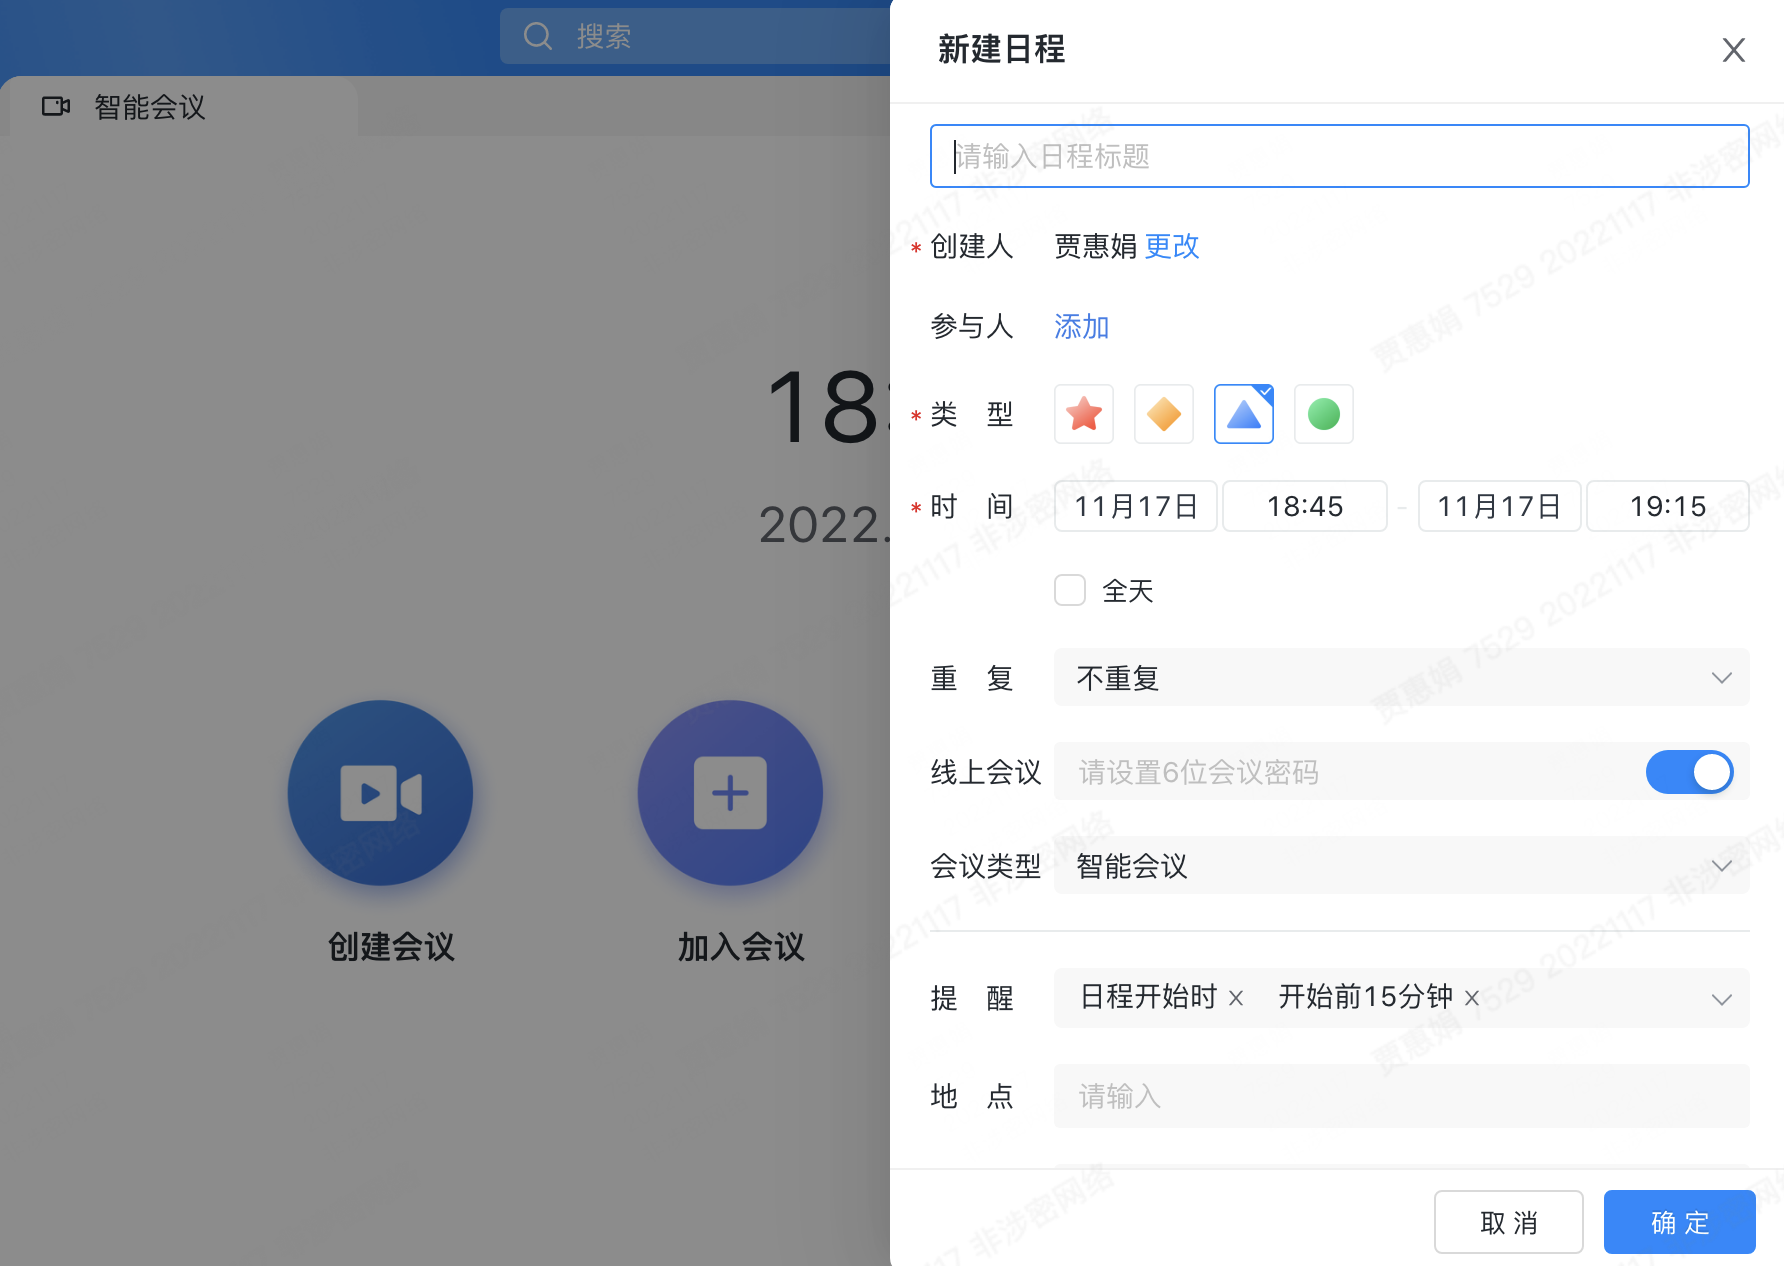 搜索
智能会议
18:
2022.
创建会议
加入会议
新建日程
请输入日程标题
* 创建人 贾惠娟 更改
参与人 添加
* 类 型
* 时 间 11月17日 18:45 - 11月17日 19:15
全天
重 复 不重复
线上会议 请设置6位会议密码
会议类型 智能会议
提 醒 日程开始时 x 开始前15分钟 x
地 点 请输入
取 消 确 定
贾惠娟 7529 20221117 非涉密网络